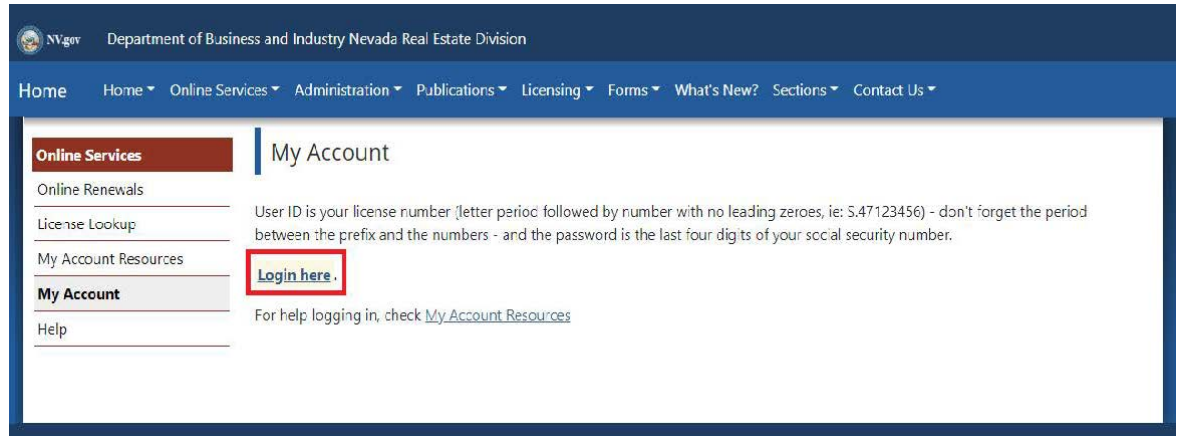 NV.gov Department of Business and Industry Nevada Real Estate Division
Home Home Online Services Administration Publications Licensing Forms What's New? Sections Contact Us
Online Services
Online Renewals
License Lookup
My Account Resources
My Account
Help
My Account
User ID is your license number (letter period followed by number with no leading zeroes, ie: S.47123456) - don't forget the period
between the prefix and the numbers - and the password is the last four digits of your social security number.
Login here.
For help logging in, check My Account Resources